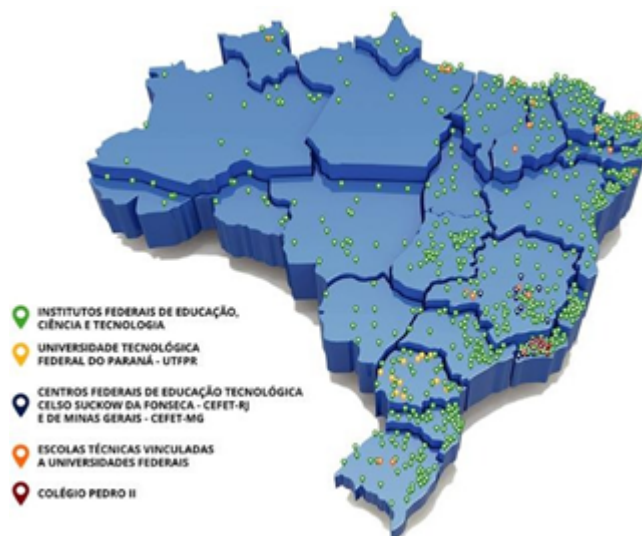 INSTITUTOS FEDERAIS DE EDUCAÇÃO,
CIÊNCIA E TECNOLOGIA
UNIVERSIDADE TECNOLÓGICA
FEDERAL DO PARANÁ - UTFPR
CENTROS FEDERAIS DE EDUCAÇÃO TECNOLÓGICA
CELSO SUCKOW DA FONSECA - CEFET-RJ
E DE MINAS GERAIS - CEFET-MG
ESCOLAS TÉCNICAS VINCULADAS
A UNIVERSIDADES FEDERAIS
COLÉGIO PEDRO II